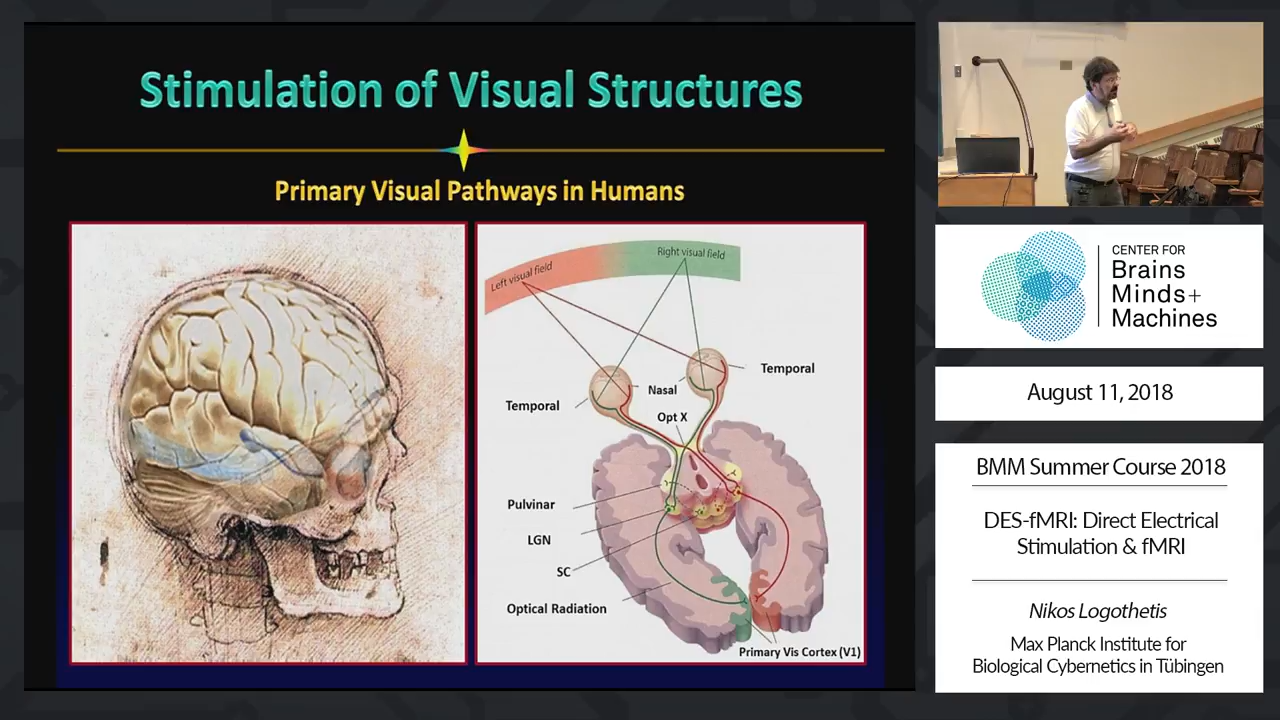 Stimulation of Visual Structures
Primary Visual Pathways in Humans
Left visual field
Right visual field
Temporal
Nasal
Temporal
Opt X
Pulvinar
LGN
SC
Optical Radiation
Primary Vis Cortex (V1)
CENTER FOR
Brains
Minds+
Machines
August 11, 2018
BMM Summer Course 2018
DES-fMRI: Direct Electrical
Stimulation & fMRI
Nikos Logothetis
Max Planck Institute for
Biological Cybernetics in Tübingen